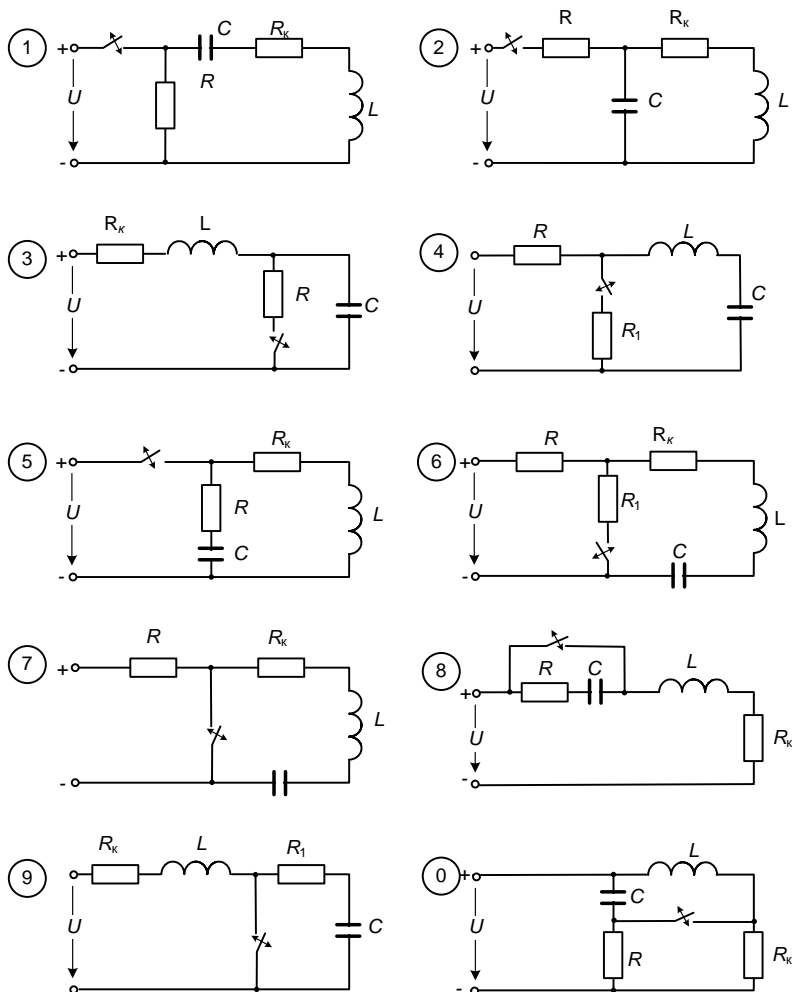 1 + U - R C Rк L
2 + U - R C Rк L
3 + U - Rк L R C
4 U - R R1 L C
5 + U - R C Rк L
6 + U - R R1 Rк L C
7 + - R Rк L
8 + U - R C L Rк
9 U Rк L R1 C
0 + U - C R L Rк